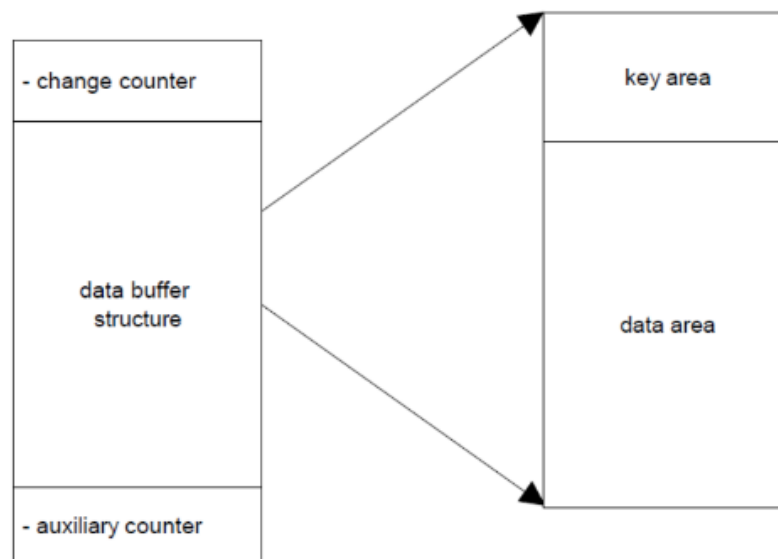 - change counter
data buffer
structure
- auxiliary counter
key area
data area